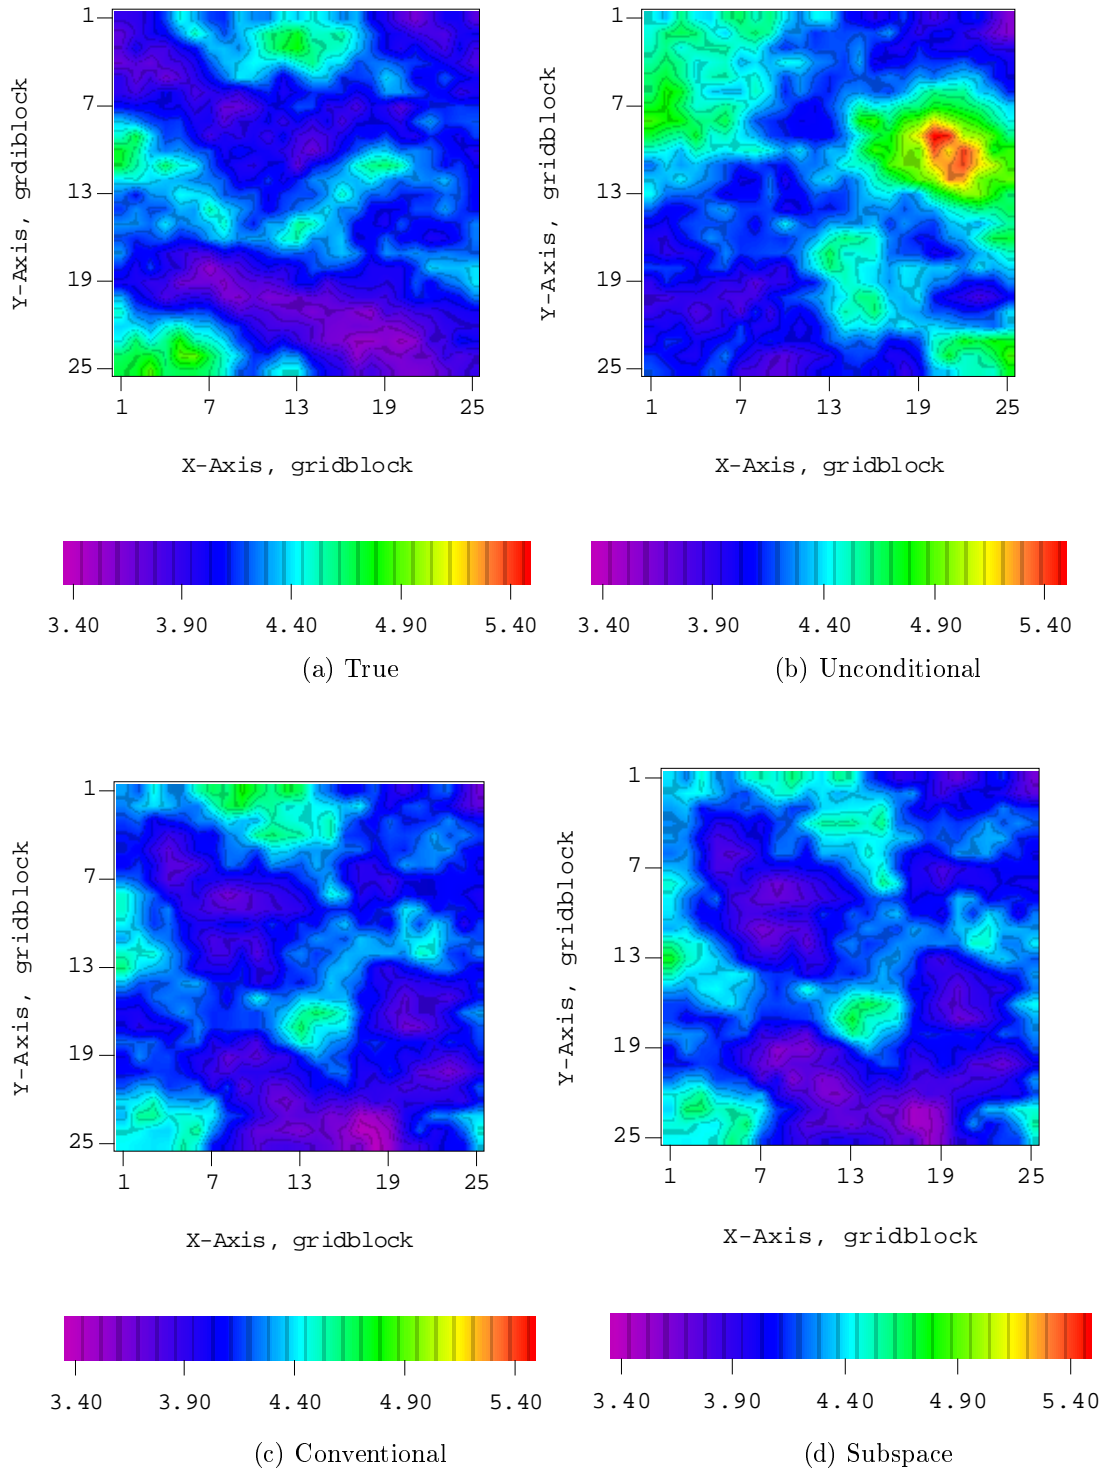 1
7
13
19
25
Y-Axis, grdiblock
1 7 13 19 25
X-Axis, gridblock
3.40 3.90 4.40 4.90 5.40
(a) True
1
7
13
19
25
Y-Axis, gridblock
1 7 13 19 25
X-Axis, gridblock
3.40 3.90 4.40 4.90 5.40
(b) Unconditional
1
7
13
19
25
Y-Axis, gridblock
1 7 13 19 25
X-Axis, gridblock
3.40 3.90 4.40 4.90 5.40
(c) Conventional
1
7
13
19
25
Y-Axis, gridblock
1 7 13 19 25
X-Axis, gridblock
3.40 3.90 4.40 4.90 5.40
(d) Subspace